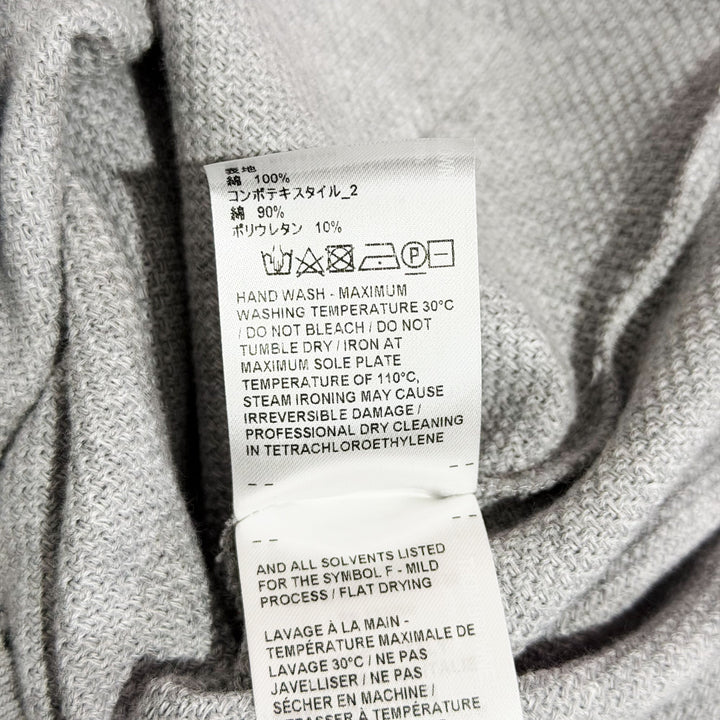 表地
綿 100%
コンポテキスタイル_2
綿 90%
ポリウレタン 10%
P
HAND WASH - MAXIMUM
WASHING TEMPERATURE 30°C
/ DO NOT BLEACH / DO NOT
TUMBLE DRY / IRON AT
MAXIMUM SOLE PLATE
TEMPERATURE OF 110°C,
STEAM IRONING MAY CAUSE
IRREVERSIBLE DAMAGE /
PROFESSIONAL DRY CLEANING
IN TETRACHLOROETHYLENE
AND ALL SOLVENTS LISTED
FOR THE SYMBOL F - MILD
PROCESS / FLAT DRYING
LAVAGE À LA MAIN -
TEMPÉRATURE MAXIMALE DE
LAVAGE 30°C / NE PAS
JAVELLISER / NE PAS
SÉCHER EN MACHINE /
REPASSER À TEMPÉRATURE